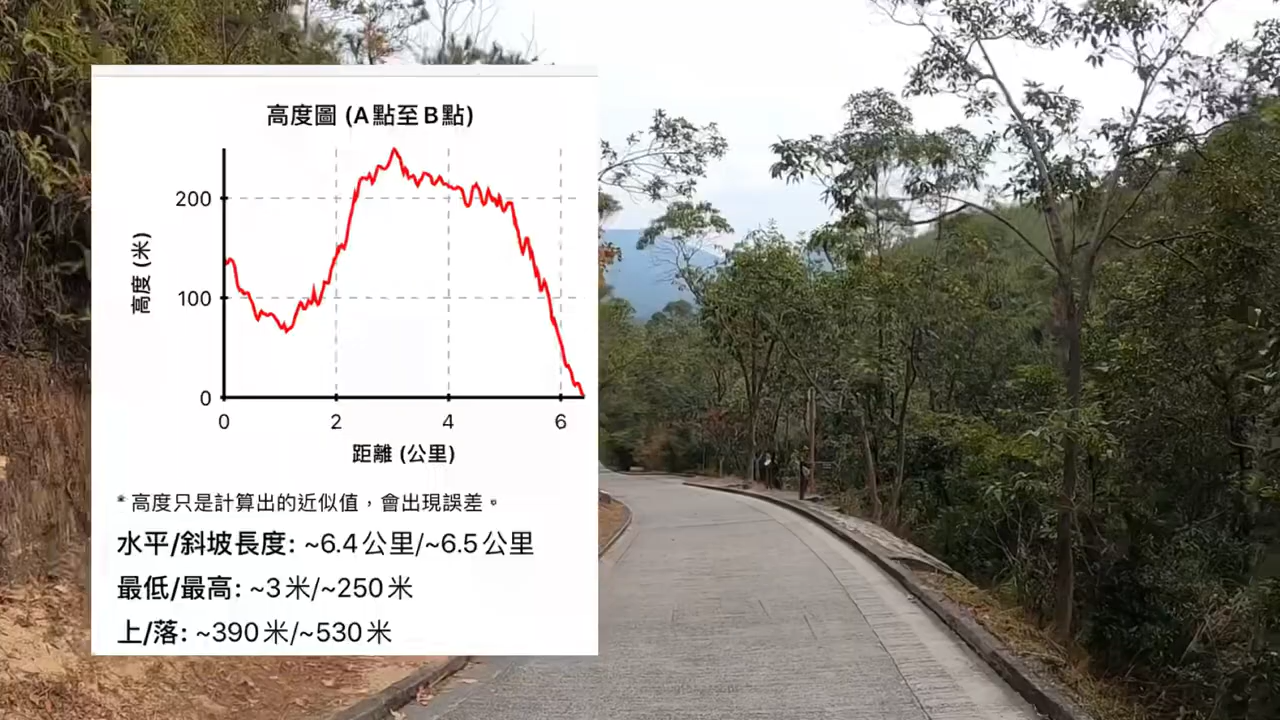 高度圖 (A點至B點)
高度 (米)
200
100
0
0 2 4 6
距離 (公里)
* 高度只是計算出的近似值，會出現誤差。
水平/斜坡長度: ~6.4公里/~6.5公里
最低/最高: ~3米/~250米
上/落: ~390米/~530米